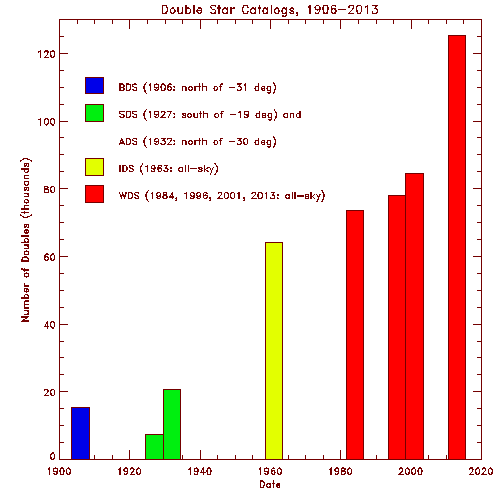 Double Star Catalogs, 1906-2013
120
BDS (1906: north of -31 deg)
SDS (1927: south of -19 deg) and
100
ADS (1932: north of -30 deg)
IDS (1963: all-sky)
80
WDS (1984, 1996, 2001, 2013: all-sky)
Number of Doubles (thousands)
60
40
20
0
1900 1920 1940 1960 1980 2000 2020
Date